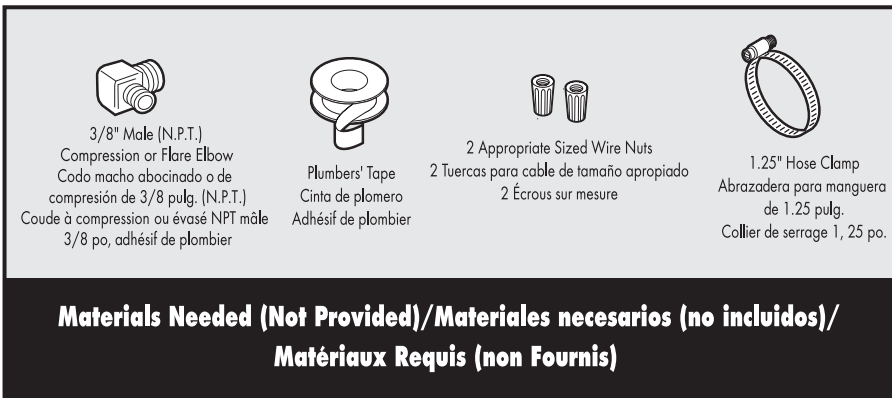 3/8" Male (N.P.T.)
Compression or Flare Elbow
Codo macho abocinado o de
compresión de 3/8 pulg. (N.P.T.)
Coude à compression ou évasé NPT mâle
3/8 po, adhésif de plombier
Plumbers' Tape
Cinta de plomero
Adhésif de plombier
2 Appropriate Sized Wire Nuts
2 Tuercas para cable de tamaño apropiado
2 Écrous sur mesure
1.25" Hose Clamp
Abrazadera para manguera
de 1.25 pulg.
Collier de serrage 1, 25 po.
Materials Needed (Not Provided)/Materiales necesarios (no incluidos)/
Matériaux Requis (non Fournis)